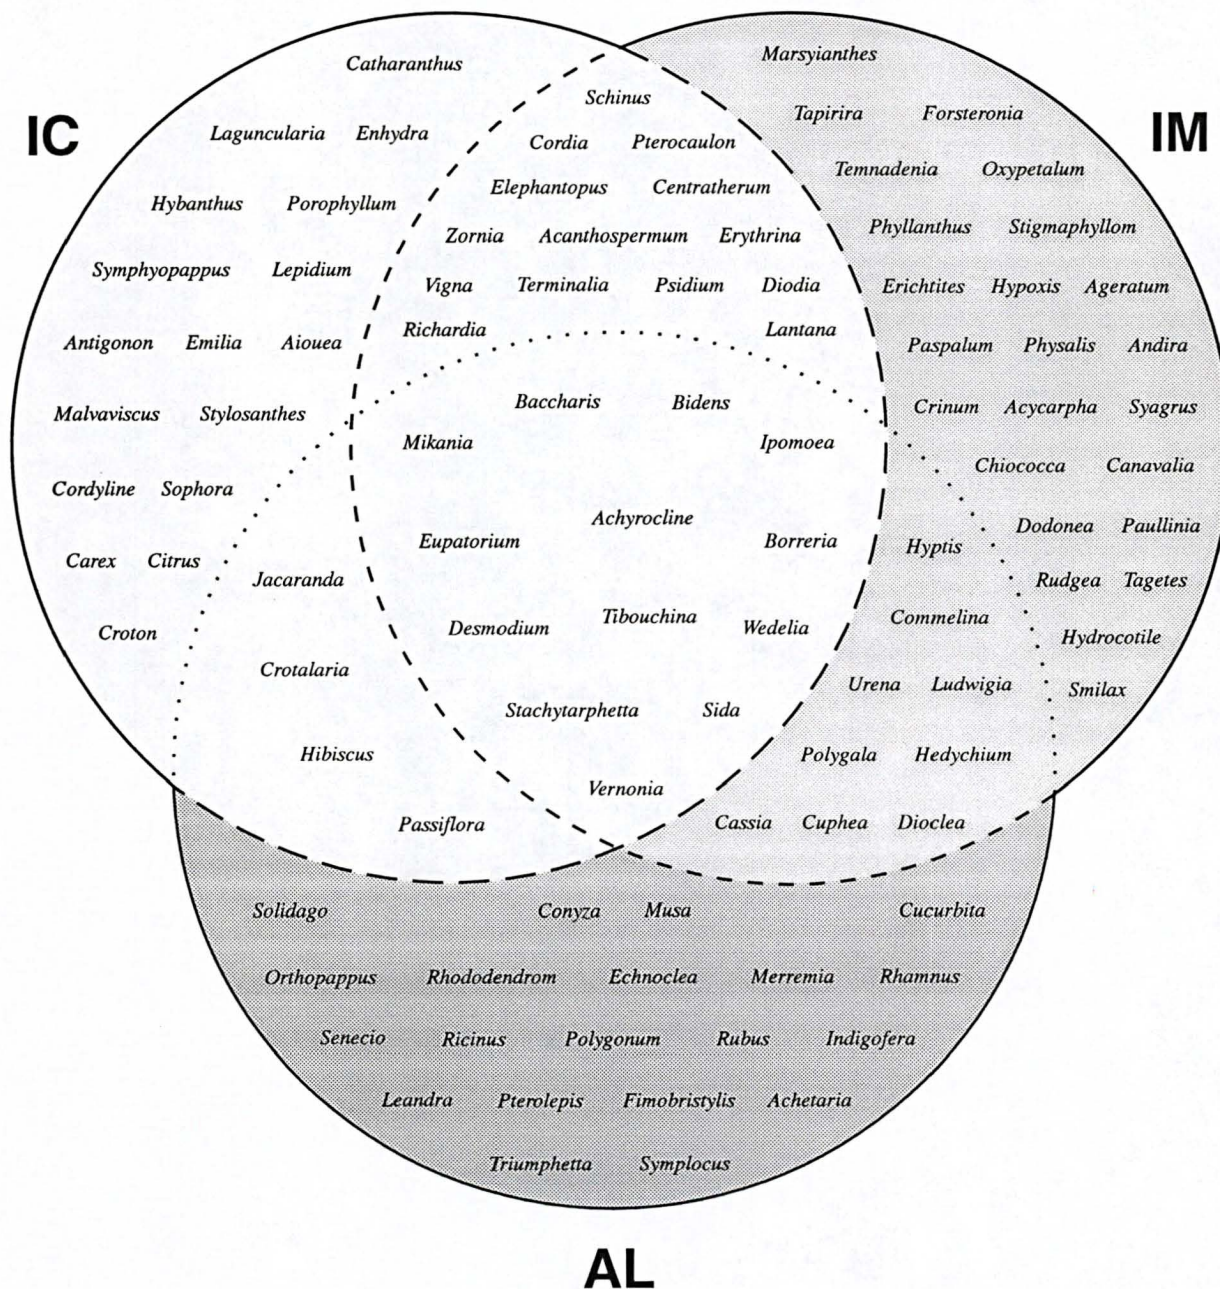 Catharanthus
Marsyianthes
Schinus
Laguncularia Enhydra
Cordia Pterocaulon
Tapirira Forsteronia
IC
IM
Temnadenia Oxypetalum
Elephantopus Centratherum
Hybanthus Porophyllum
Phyllanthus Stigmaphyllom
Zornia Acanthospermum Erythrina
Symphyopappus Lepidium
Vigna Terminalia Psidium Diodia
Erichtites Hypoxis Ageratum
Richardia Lantana
Antigonon Emilia Aiouea
Paspalum Physalis Andira
Baccharis Bidens
Crinum Acycarpha Syagrus
Malvaviscus Stylosanthes
Mikania Ipomoea
Chiococca Canavalia
Cordyline Sophora
Achyrocline
Dodonea Paullinia
Eupatorium Borreria
Hyptis
Carex Citrus
Jacaranda
Rudgea Tagetes
Tibouchina
Commelina
Croton
Desmodium Wedelia
Hydrocotile
Crotalaria
Urena Ludwigia
Smilax
Stachytarphetta Sida
Hibiscus
Polygala Hedychium
Vernonia
Passiflora
Cassia Cuphea Dioclea
Solidago Conyza Musa Cucurbita
Orthopappus Rhododendrom Echnoclea Merremia Rhamnus
Senecio Ricinus Polygonum Rubus Indigofera
Leandra Pterolepis Fimobristylis Achetaria
Triumphetta Symplocus
AL